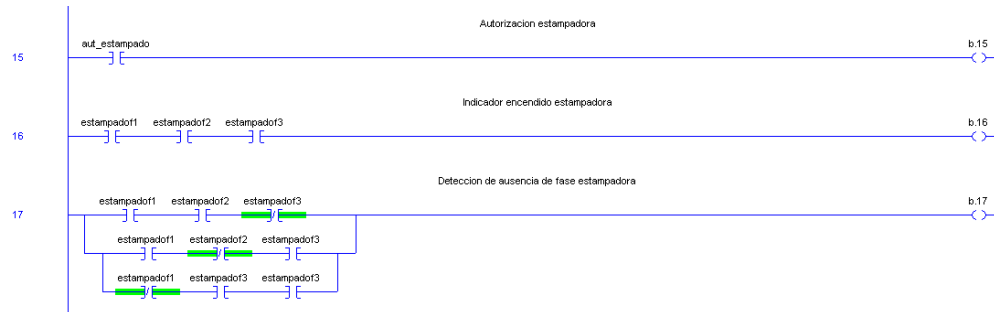 Autorizacion estampadora
aut_estampado b.15
15
Indicador encendido estampadora
estampadof1 estampadof2 estampadof3 b.16
16
Deteccion de ausencia de fase estampadora
estampadof1 estampadof2 estampadof3 b.17
17
estampadof1 estampadof2 estampadof3
estampadof1 estampadof3 estampadof3